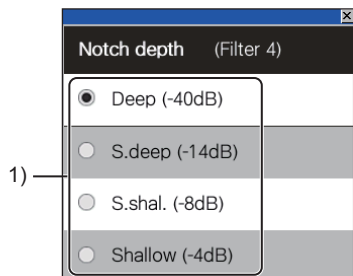 Notch depth (Filter 4)
Deep (-40dB)
S.deep (-14dB)
1)
S.shal. (-8dB)
Shallow (-4dB)